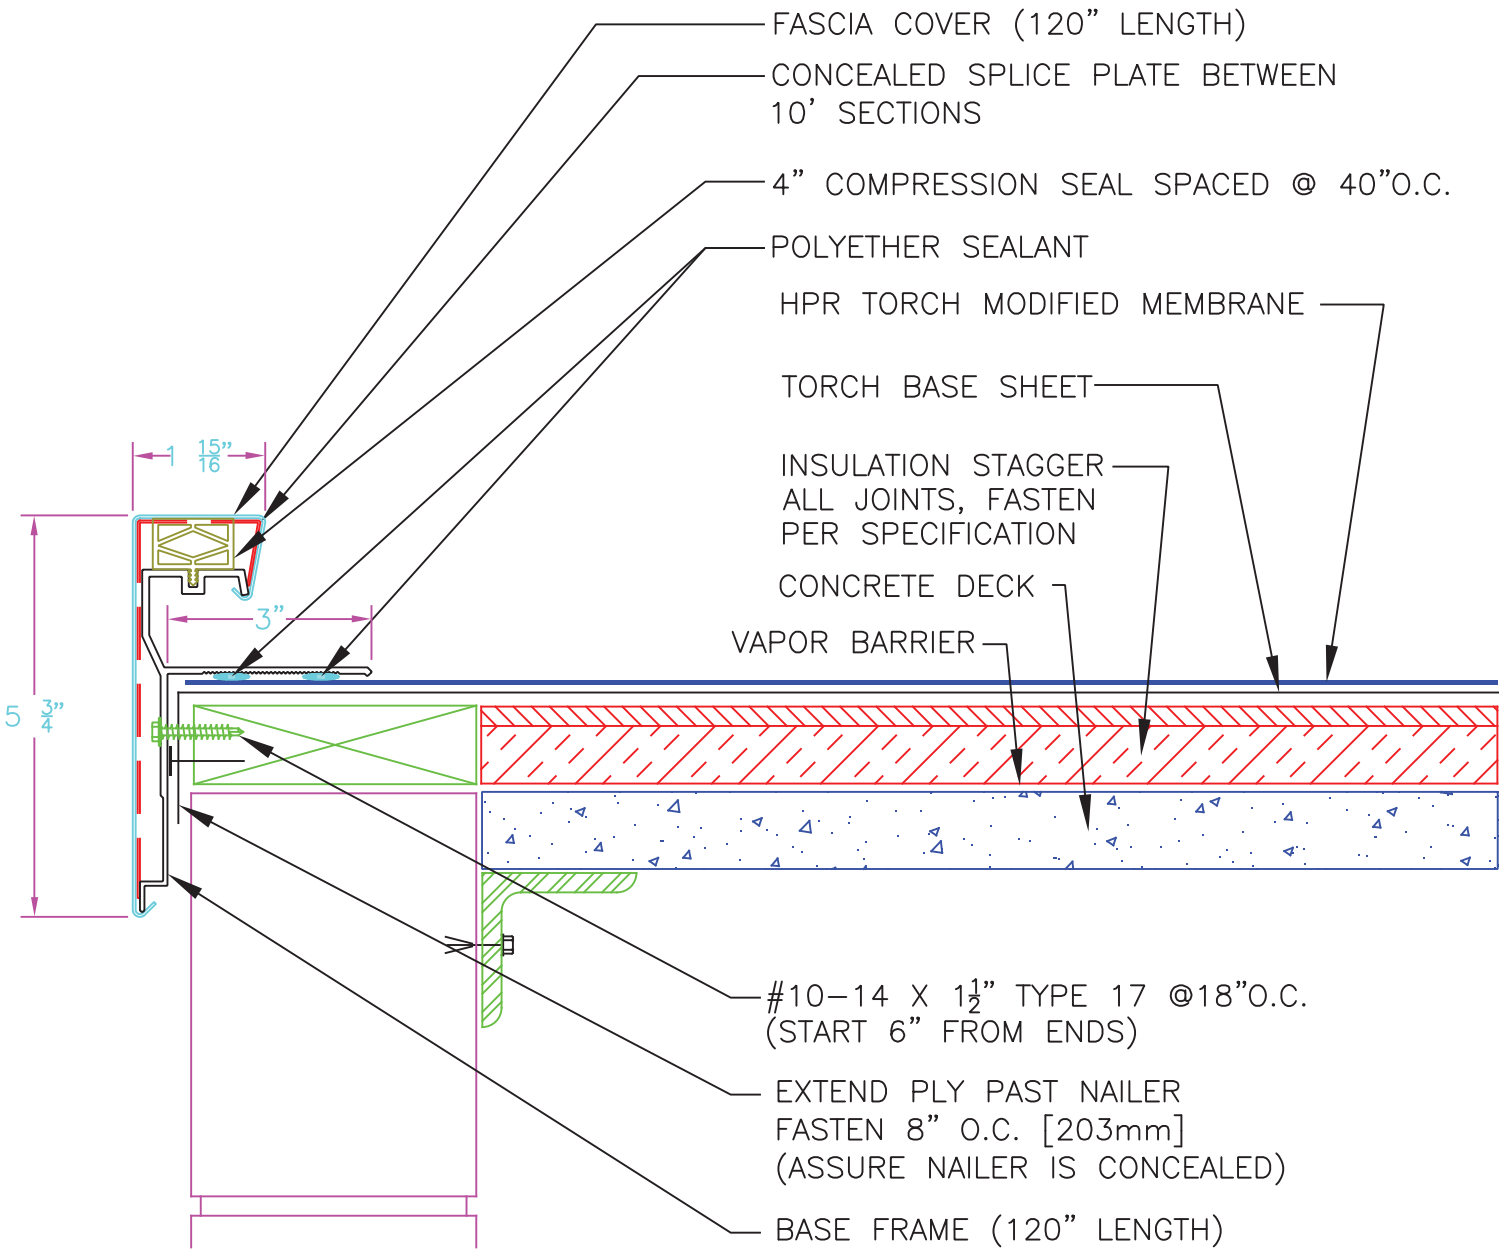 FASCIA COVER (120” LENGTH)
CONCEALED SPLICE PLATE BETWEEN
10’ SECTIONS
4” COMPRESSION SEAL SPACED @ 40”O.C.
POLYETHER SEALANT
HPR TORCH MODIFIED MEMBRANE
TORCH BASE SHEET
1 15/16”
INSULATION STAGGER
ALL JOINTS, FASTEN
PER SPECIFICATION
CONCRETE DECK
3”
VAPOR BARRIER
5 3/4”
#10–14 X 1 1/2” TYPE 17 @18”O.C.
(START 6” FROM ENDS)
EXTEND PLY PAST NAILER
FASTEN 8” O.C. [203mm]
(ASSURE NAILER IS CONCEALED)
BASE FRAME (120” LENGTH)